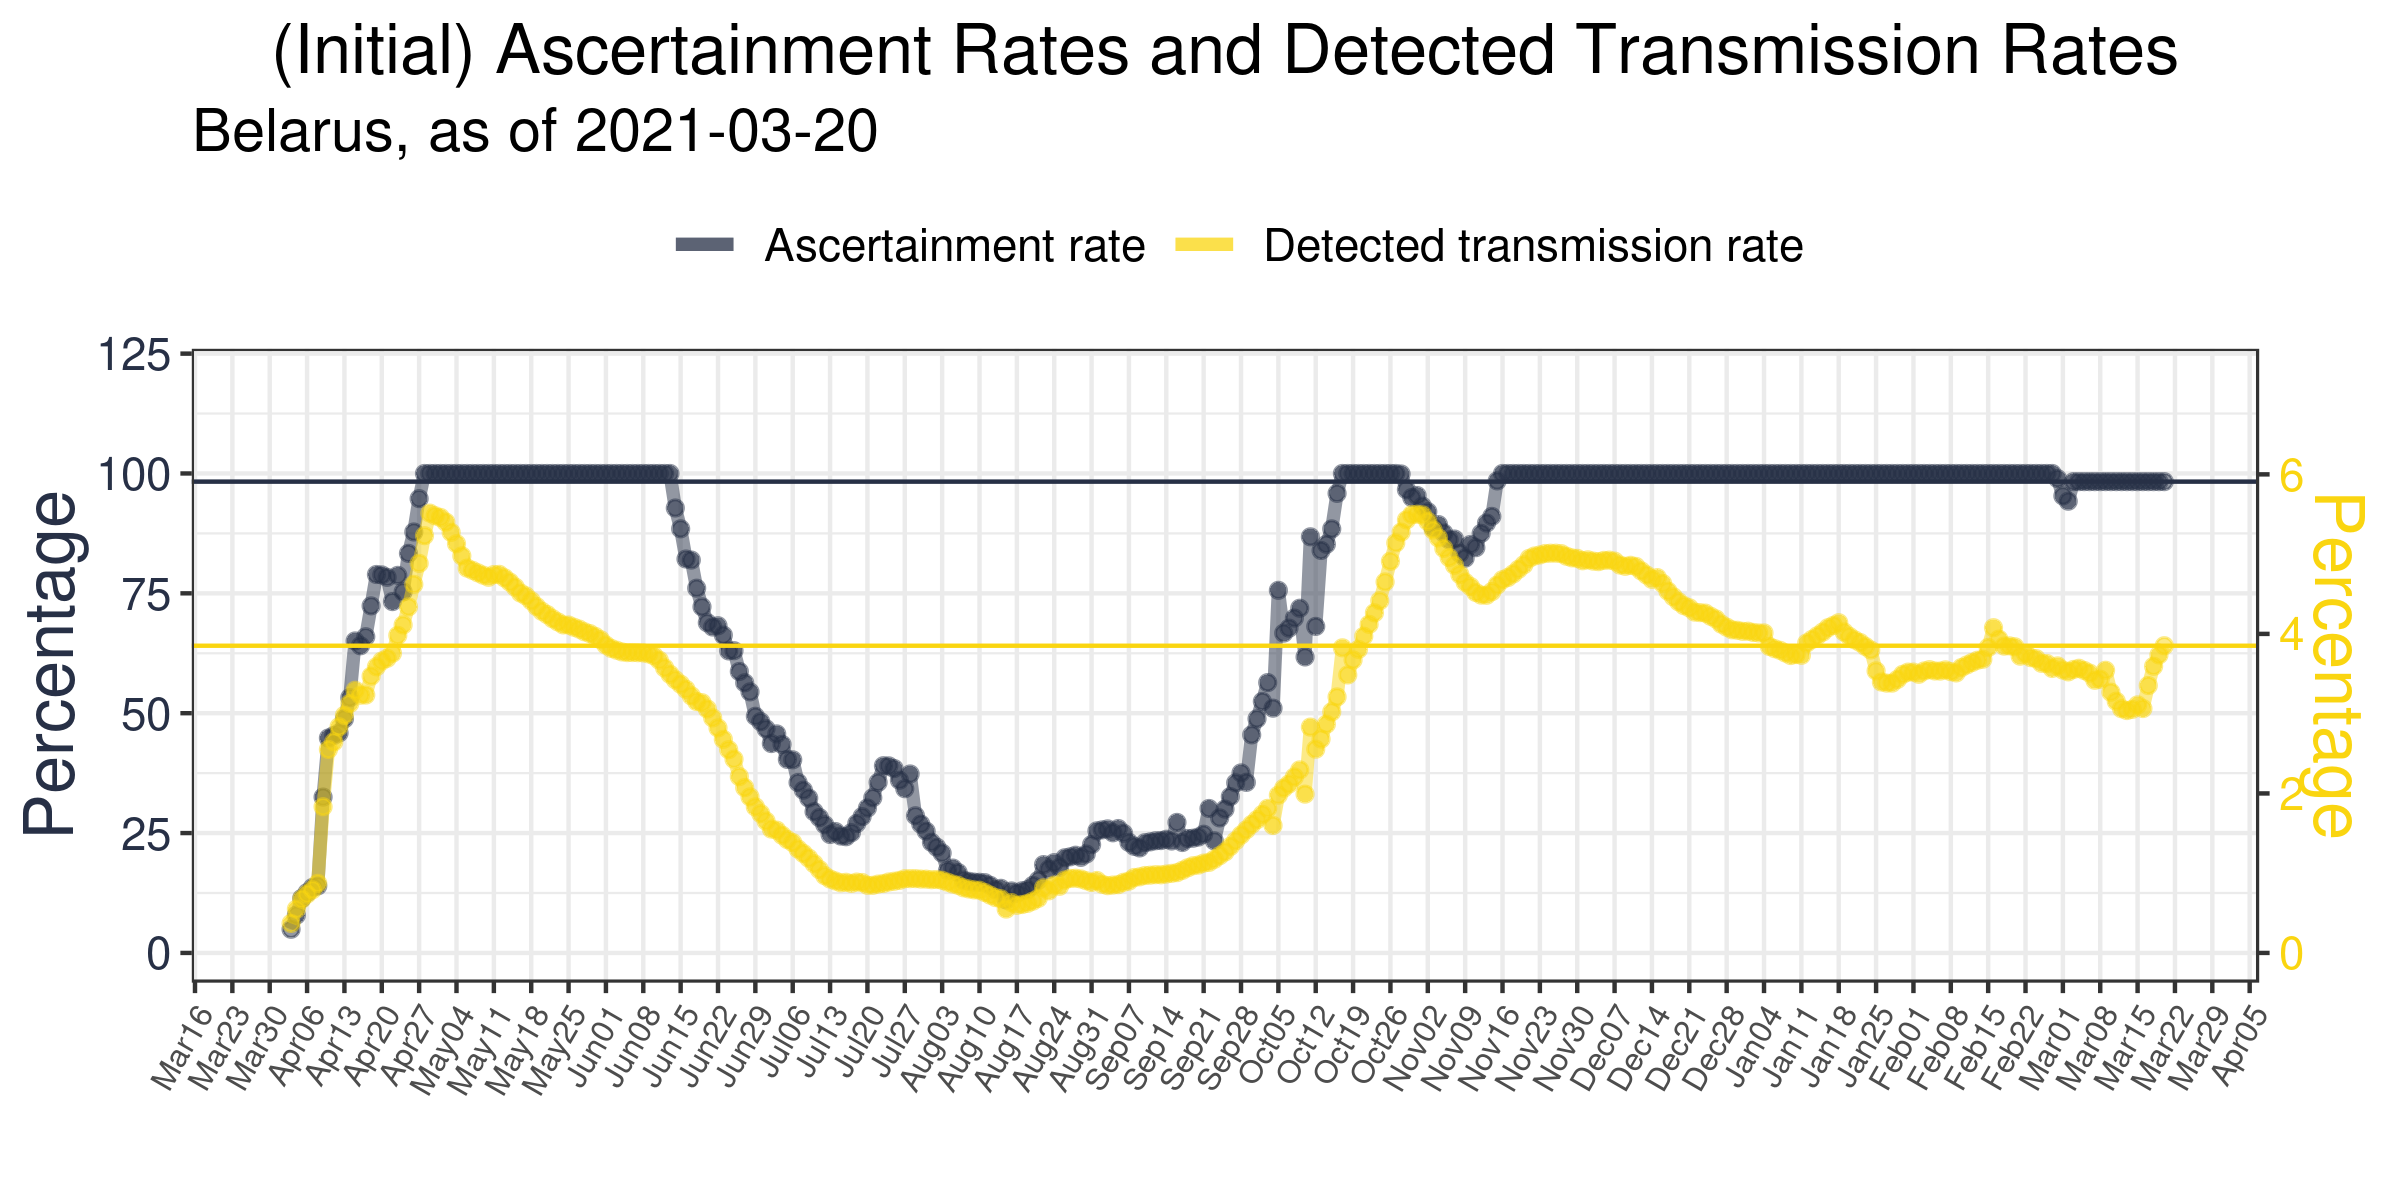 (Initial) Ascertainment Rates and Detected Transmission Rates
Belarus, as of 2021-03-20
Ascertainment rate
Detected transmission rate
Percentage
125
100
75
50
25
0
6
4
2
0
Percentage
Mar16
Mar23
Mar30
Apr06
Apr13
Apr20
Apr27
May04
May11
May18
May25
Jun01
Jun08
Jun15
Jun22
Jun29
Jul06
Jul13
Jul20
Jul27
Aug03
Aug10
Aug17
Aug24
Aug31
Sep07
Sep14
Sep21
Sep28
Oct05
Oct12
Oct19
Oct26
Nov02
Nov09
Nov16
Nov23
Nov30
Dec07
Dec14
Dec21
Dec28
Jan04
Jan11
Jan18
Jan25
Feb01
Feb08
Feb15
Feb22
Mar01
Mar08
Mar15
Mar22
Mar29
Apr05